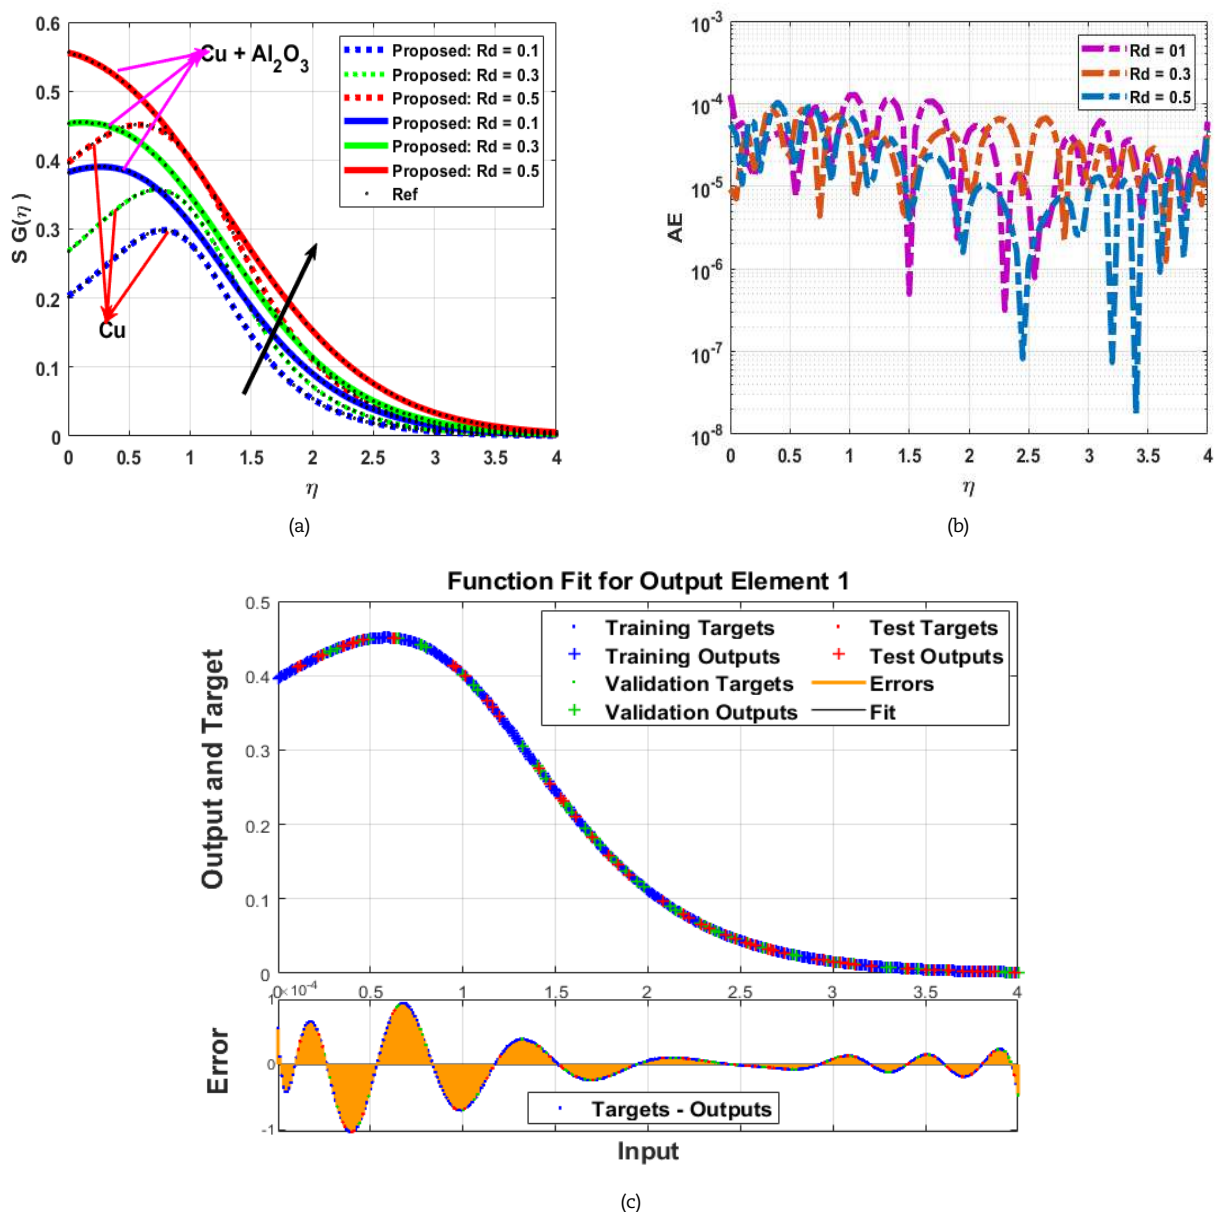 0.6
0.5
0.4
0.3
0.2
0.1
0
S G(η )
Cu + Al2O3
Cu
Proposed: Rd = 0.1
Proposed: Rd = 0.3
Proposed: Rd = 0.5
Proposed: Rd = 0.1
Proposed: Rd = 0.3
Proposed: Rd = 0.5
Ref
0 0.5 1 1.5 2 2.5 3 3.5 4
η
(a)
10^-3
10^-4
10^-5
10^-6
10^-7
10^-8
AE
Rd = 01
Rd = 0.3
Rd = 0.5
0 0.5 1 1.5 2 2.5 3 3.5 4
η
(b)
Function Fit for Output Element 1
0.5
0.4
0.3
0.2
0.1
0
Output and Target
Training Targets
Training Outputs
Validation Targets
Validation Outputs
Test Targets
Test Outputs
Errors
Fit
0 0.5 1 1.5 2 2.5 3 3.5 4
×10^-4
1
0
-1
Error
Targets - Outputs
Input
(c)